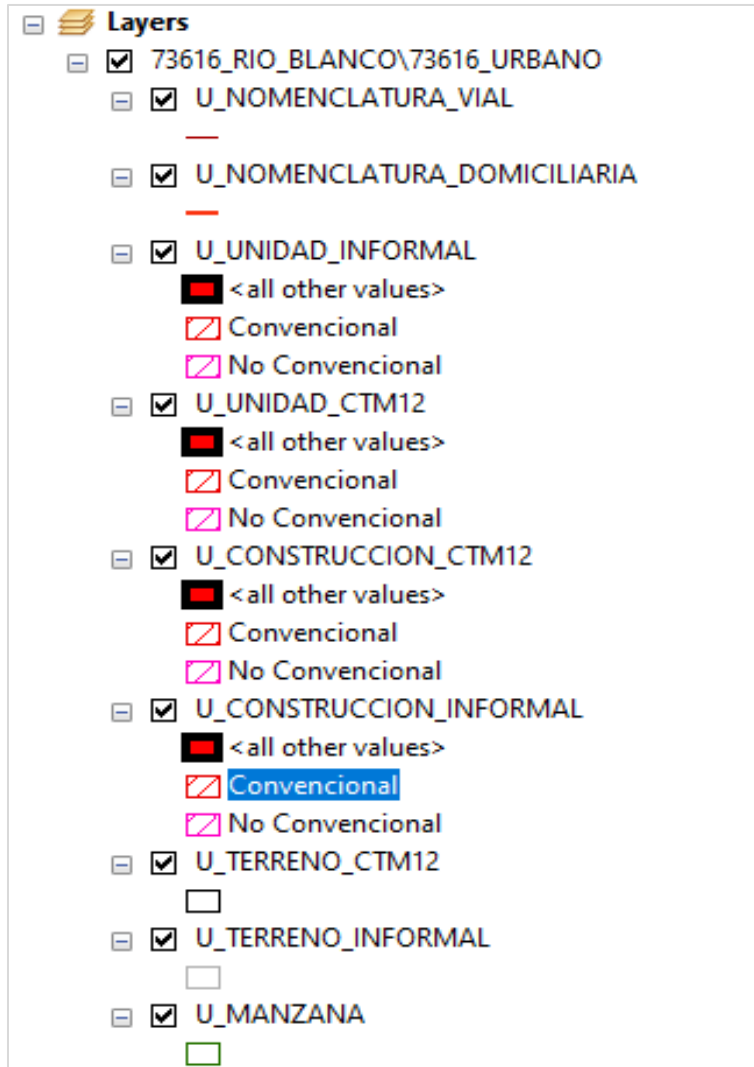 Layers
73616_RIO_BLANCO\73616_URBANO
U_NOMENCLATURA_VIAL
U_NOMENCLATURA_DOMICILIARIA
U_UNIDAD_INFORMAL
<all other values>
Convencional
No Convencional
U_UNIDAD_CTM12
<all other values>
Convencional
No Convencional
U_CONSTRUCCION_CTM12
<all other values>
Convencional
No Convencional
U_CONSTRUCCION_INFORMAL
<all other values>
Convencional
No Convencional
U_TERRENO_CTM12
U_TERRENO_INFORMAL
U_MANZANA